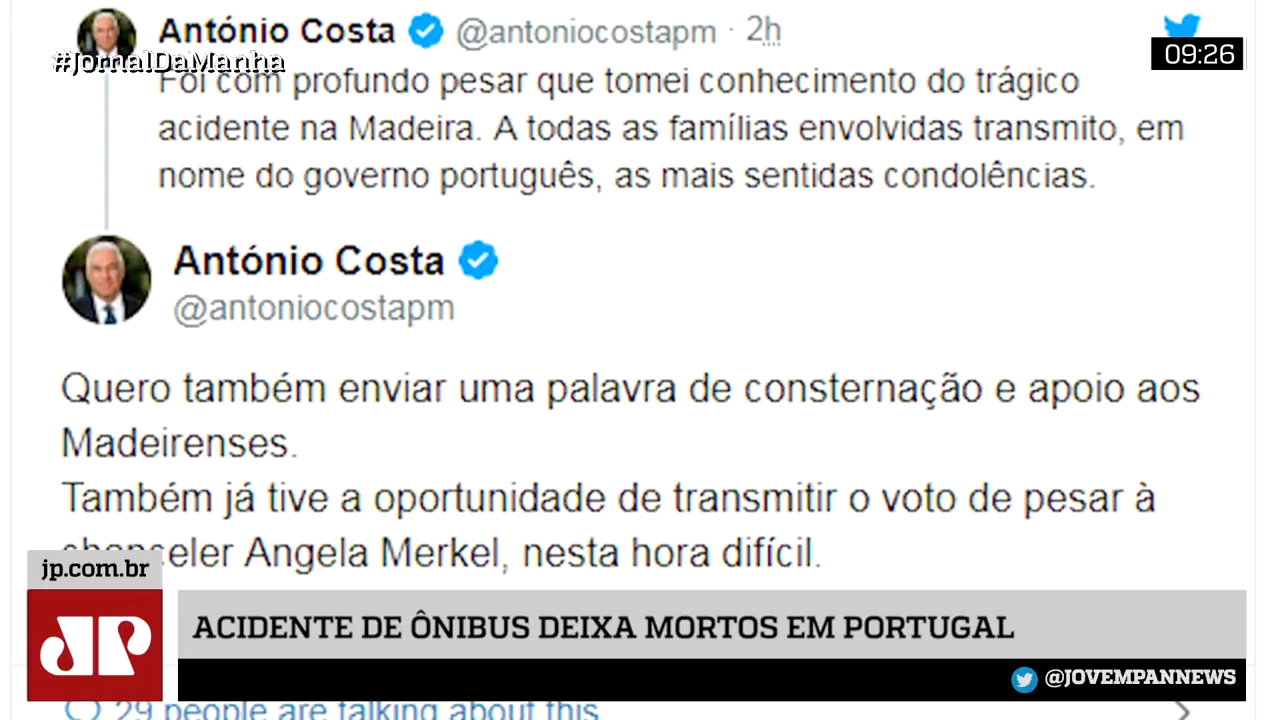 António Costa @antoniocostapm · 2h
#JornalDaManha
09:26
Foi com profundo pesar que tomei conhecimento do trágico
acidente na Madeira. A todas as famílias envolvidas transmito, em
nome do governo português, as mais sentidas condolências.
António Costa
@antoniocostapm
Quero também enviar uma palavra de consternação e apoio aos
Madeirenses.
Também já tive a oportunidade de transmitir o voto de pesar à
chanceler Angela Merkel, nesta hora difícil.
jp.com.br
JP
ACIDENTE DE ÔNIBUS DEIXA MORTOS EM PORTUGAL
@JOVEMPANNEWS
29 people are talking about this